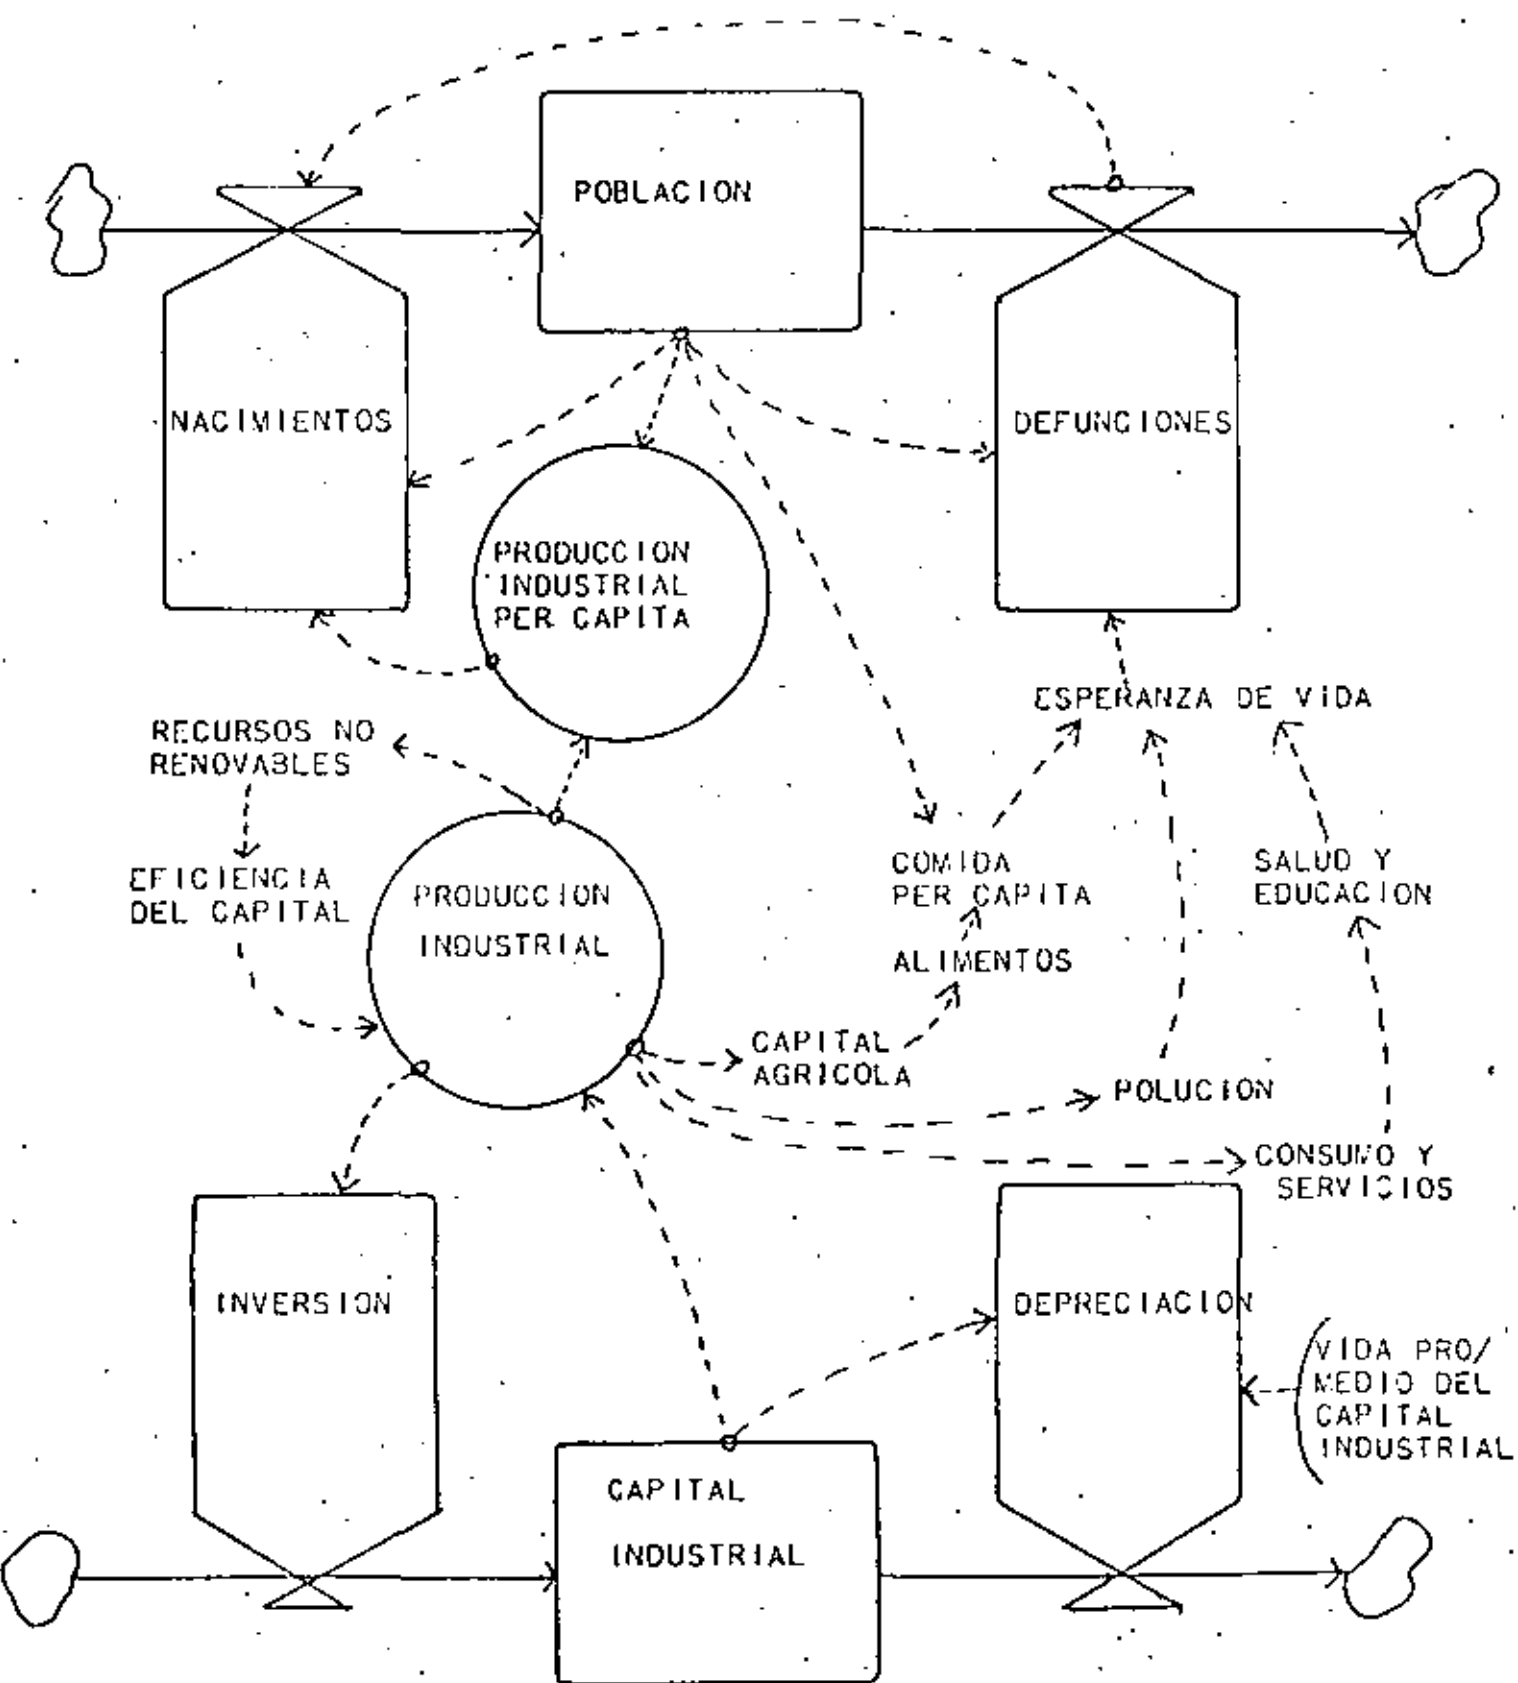 POBLACION
NACIMIENTOS
DEFUNCIONES
PRODUCCION
INDUSTRIAL
PER CAPITA
ESPERANZA DE VIDA
RECURSOS NO
RENOVABLES
EFICIENCIA
DEL CAPITAL
PRODUCCION
INDUSTRIAL
COMIDA
PER CAPITA
SALUD Y
EDUCACION
ALIMENTOS
CAPITAL
AGRICOLA
POLUCION
CONSUMO Y
SERVICIOS
INVERSION
DEPRECIACION
VIDA PRO/
MEDIO DEL
CAPITAL
INDUSTRIAL
CAPITAL
INDUSTRIAL